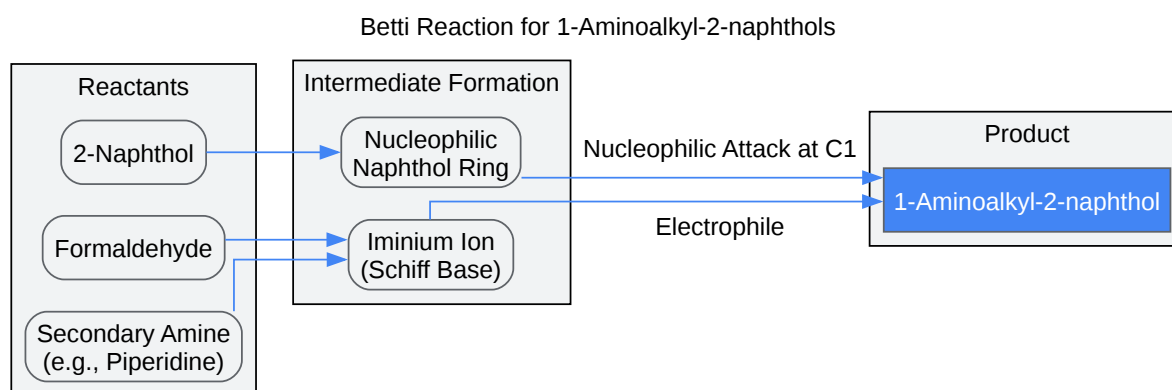 Betti Reaction for 1-Aminoalkyl-2-naphthols
Reactants
2-Naphthol
Formaldehyde
Secondary Amine
(e.g., Piperidine)
Intermediate Formation
Nucleophilic
Naphthol Ring
Iminium Ion
(Schiff Base)
Nucleophilic Attack at C1
Electrophile
Product
1-Aminoalkyl-2-naphthol